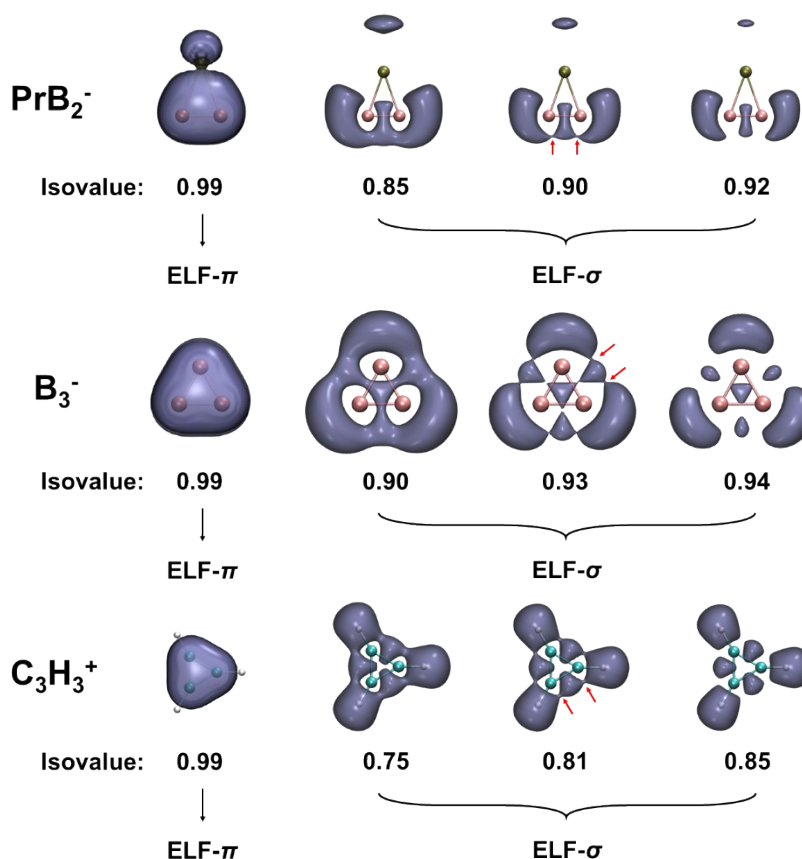 PrB₂⁻
Isovalue: 0.99 0.85 0.90 0.92
ELF-π ELF-σ
B₃⁻
Isovalue: 0.99 0.90 0.93 0.94
ELF-π ELF-σ
C₃H₃⁺
Isovalue: 0.99 0.75 0.81 0.85
ELF-π ELF-σ